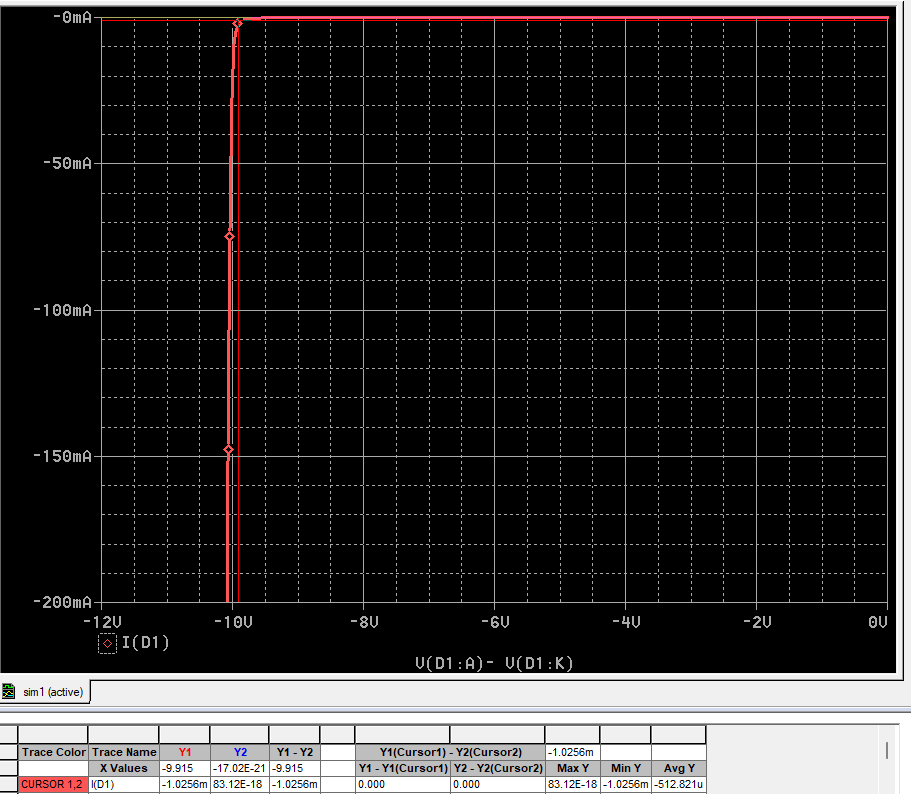 -0mA
-50mA
-100mA
-150mA
-200mA
-12V -10V -8V -6V -4V -2V 0V
I(D1)
V(D1:A)- V(D1:K)
sim1 (active)
Trace Color Trace Name Y1 Y2 Y1 - Y2 Y1(Cursor1) - Y2(Cursor2) -1.0256m
X Values -9.915 -17.02E-21 -9.915 Y1 - Y1(Cursor1) Y2 - Y2(Cursor2) Max Y Min Y Avg Y
CURSOR 1,2 I(D1) -1.0256m 83.12E-18 -1.0256m 0.000 0.000 83.12E-18 -1.0256m -512.821u